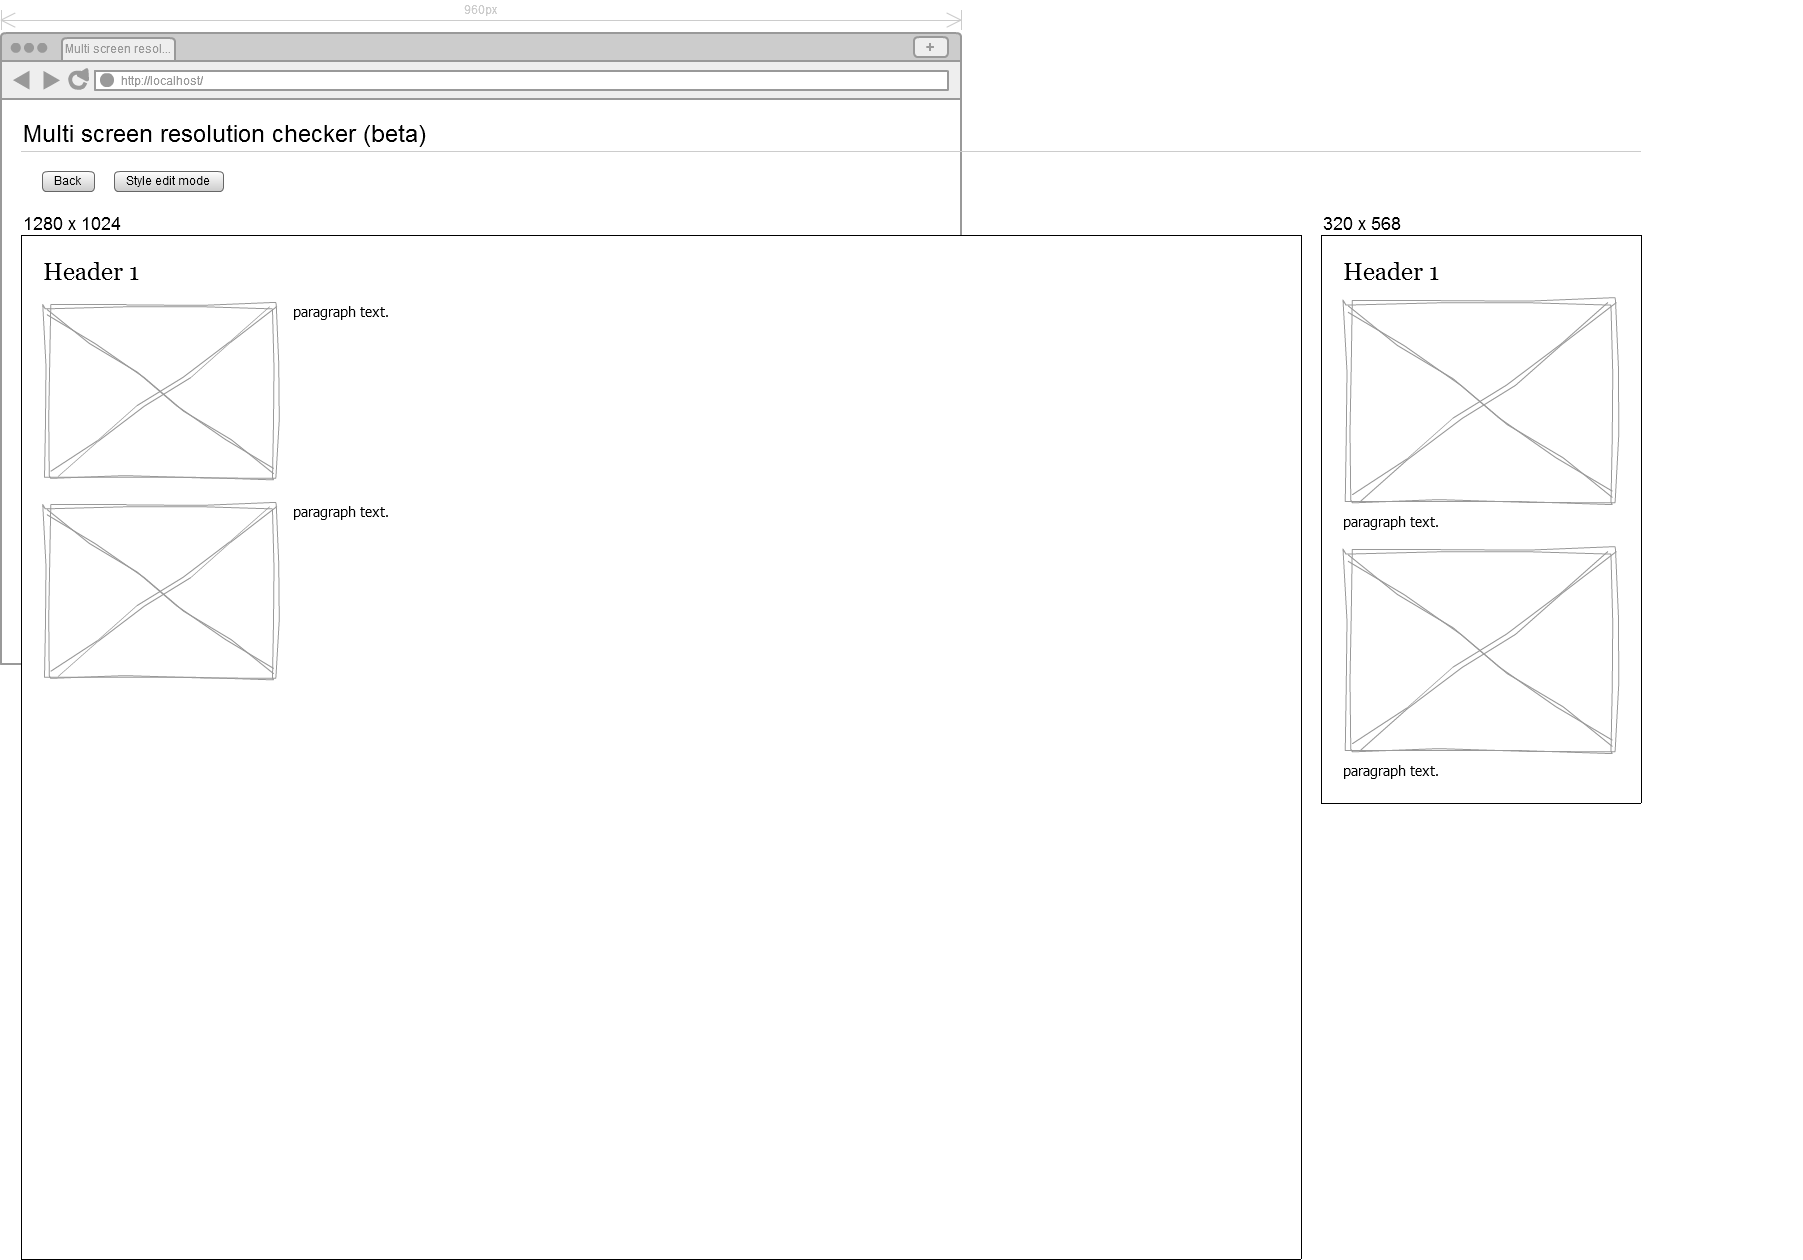 960px
Multi screen resol...
+
http://localhost/
Multi screen resolution checker (beta)
Back
Style edit mode
1280 x 1024
Header 1
paragraph text.
paragraph text.
320 x 568
Header 1
paragraph text.
paragraph text.